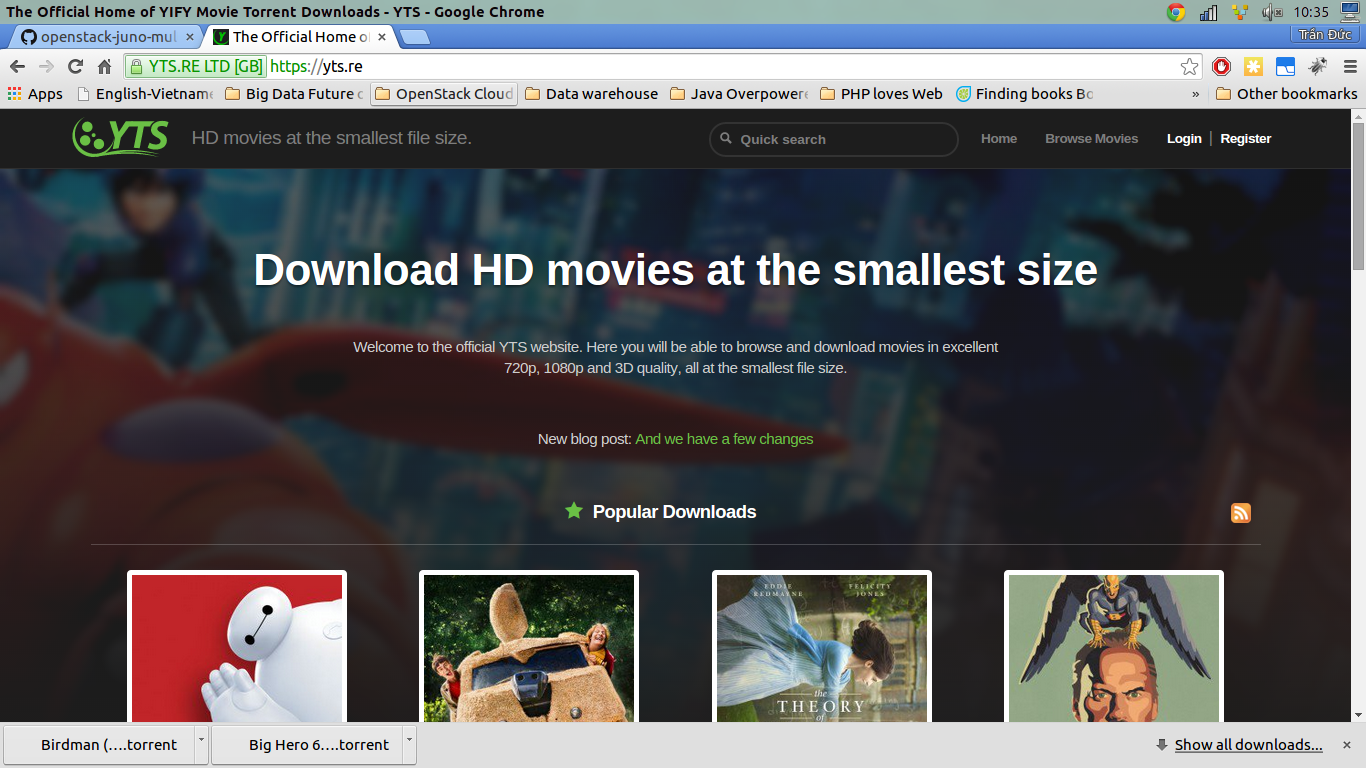 The Official Home of YIFY Movie Torrent Downloads - YTS - Google Chrome
10:35
openstack-juno-mul
The Official Home o
Trần Đức
YTS.RE LTD [GB]
https://yts.re
Apps
English-Vietnam
Big Data Future
OpenStack Cloud
Data warehouse
Java Overpower
PHP loves Web
Finding books Bo
»
Other bookmarks
YTS
HD movies at the smallest file size.
Quick search
Home
Browse Movies
Login | Register
Download HD movies at the smallest size
Welcome to the official YTS website. Here you will be able to browse and download movies in excellent
720p, 1080p and 3D quality, all at the smallest file size.
New blog post: And we have a few changes
Popular Downloads
EDDIE REDMAYNE
FELICITY JONES
the
THEORY
of
Birdman (....torrent
Big Hero 6....torrent
Show all downloads...